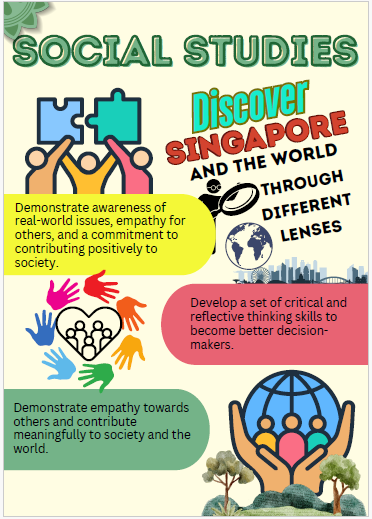 SOCIAL STUDIES
Discover
SINGAPORE
AND THE WORLD
THROUGH
DIFFERENT
LENSES
Demonstrate awareness of
real-world issues, empathy for
others, and a commitment to
contributing positively to
society.
Develop a set of critical and
reflective thinking skills to
become better decision-
makers.
Demonstrate empathy towards
others and contribute
meaningfully to society and the
world.